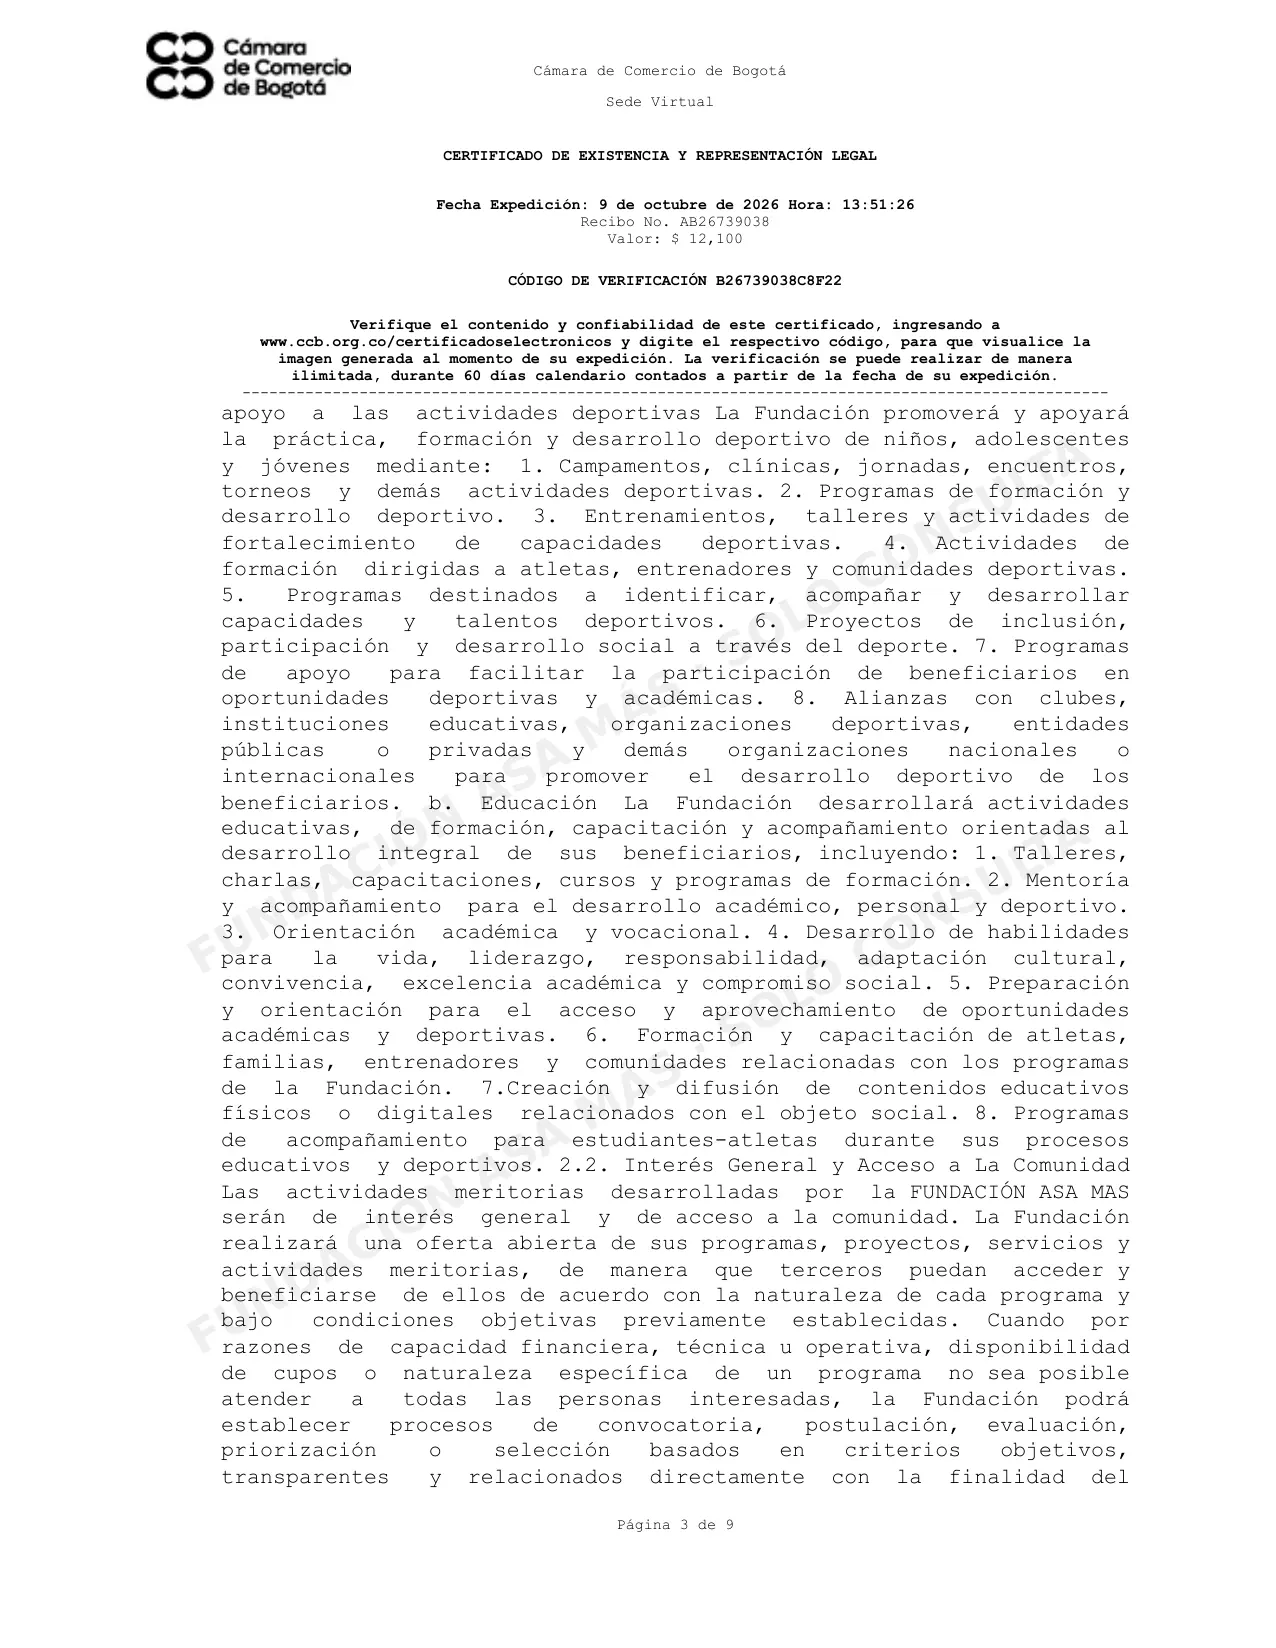 Cámara
de Comercio
de Bogotá
Cámara de Comercio de Bogotá
Sede Virtual
CERTIFICADO DE EXISTENCIA Y REPRESENTACIÓN LEGAL
Fecha Expedición: 9 de octubre de 2026 Hora: 13:51:26
Recibo No. AB26739038
Valor: $ 12,100
CÓDIGO DE VERIFICACIÓN B26739038C8F22
Verifique el contenido y confiabilidad de este certificado, ingresando a
www.ccb.org.co/certificadoselectronicos y digite el respectivo código, para que visualice la
imagen generada al momento de su expedición. La verificación se puede realizar de manera
ilimitada, durante 60 días calendario contados a partir de la fecha de su expedición.
apoyo a las actividades deportivas La Fundación promoverá y apoyará
la práctica, formación y desarrollo deportivo de niños, adolescentes
y jóvenes mediante: 1. Campamentos, clínicas, jornadas, encuentros,
torneos y demás actividades deportivas. 2. Programas de formación y
desarrollo deportivo. 3. Entrenamientos, talleres y actividades de
fortalecimiento de capacidades deportivas. 4. Actividades de
formación dirigidas a atletas, entrenadores y comunidades deportivas.
5. Programas destinados a identificar, acompañar y desarrollar
capacidades y talentos deportivos. 6. Proyectos de inclusión,
participación y desarrollo social a través del deporte. 7. Programas
de apoyo para facilitar la participación de beneficiarios en
oportunidades deportivas y académicas. 8. Alianzas con clubes,
instituciones educativas, organizaciones deportivas, entidades
públicas o privadas y demás organizaciones nacionales o
internacionales para promover el desarrollo deportivo de los
beneficiarios. b. Educación La Fundación desarrollará actividades
educativas, de formación, capacitación y acompañamiento orientadas al
desarrollo integral de sus beneficiarios, incluyendo: 1. Talleres,
charlas, capacitaciones, cursos y programas de formación. 2. Mentoría
y acompañamiento para el desarrollo académico, personal y deportivo.
3. Orientación académica y vocacional. 4. Desarrollo de habilidades
para la vida, liderazgo, responsabilidad, adaptación cultural,
convivencia, excelencia académica y compromiso social. 5. Preparación
y orientación para el acceso y aprovechamiento de oportunidades
académicas y deportivas. 6. Formación y capacitación de atletas,
familias, entrenadores y comunidades relacionadas con los programas
de la Fundación. 7.Creación y difusión de contenidos educativos
físicos o digitales relacionados con el objeto social. 8. Programas
de acompañamiento para estudiantes-atletas durante sus procesos
educativos y deportivos. 2.2. Interés General y Acceso a La Comunidad
Las actividades meritorias desarrolladas por la FUNDACIÓN ASA MAS
serán de interés general y de acceso a la comunidad. La Fundación
realizará una oferta abierta de sus programas, proyectos, servicios y
actividades meritorias, de manera que terceros puedan acceder y
beneficiarse de ellos de acuerdo con la naturaleza de cada programa y
bajo condiciones objetivas previamente establecidas. Cuando por
razones de capacidad financiera, técnica u operativa, disponibilidad
de cupos o naturaleza específica de un programa no sea posible
atender a todas las personas interesadas, la Fundación podrá
establecer procesos de convocatoria, postulación, evaluación,
priorización o selección basados en criterios objetivos,
transparentes y relacionados directamente con la finalidad del
FUNDACIÓN ASA MÁS · SOLO CONSULTA
FUNDACIÓN ASA MÁS · SOLO CONSULTA
Página 3 de 9